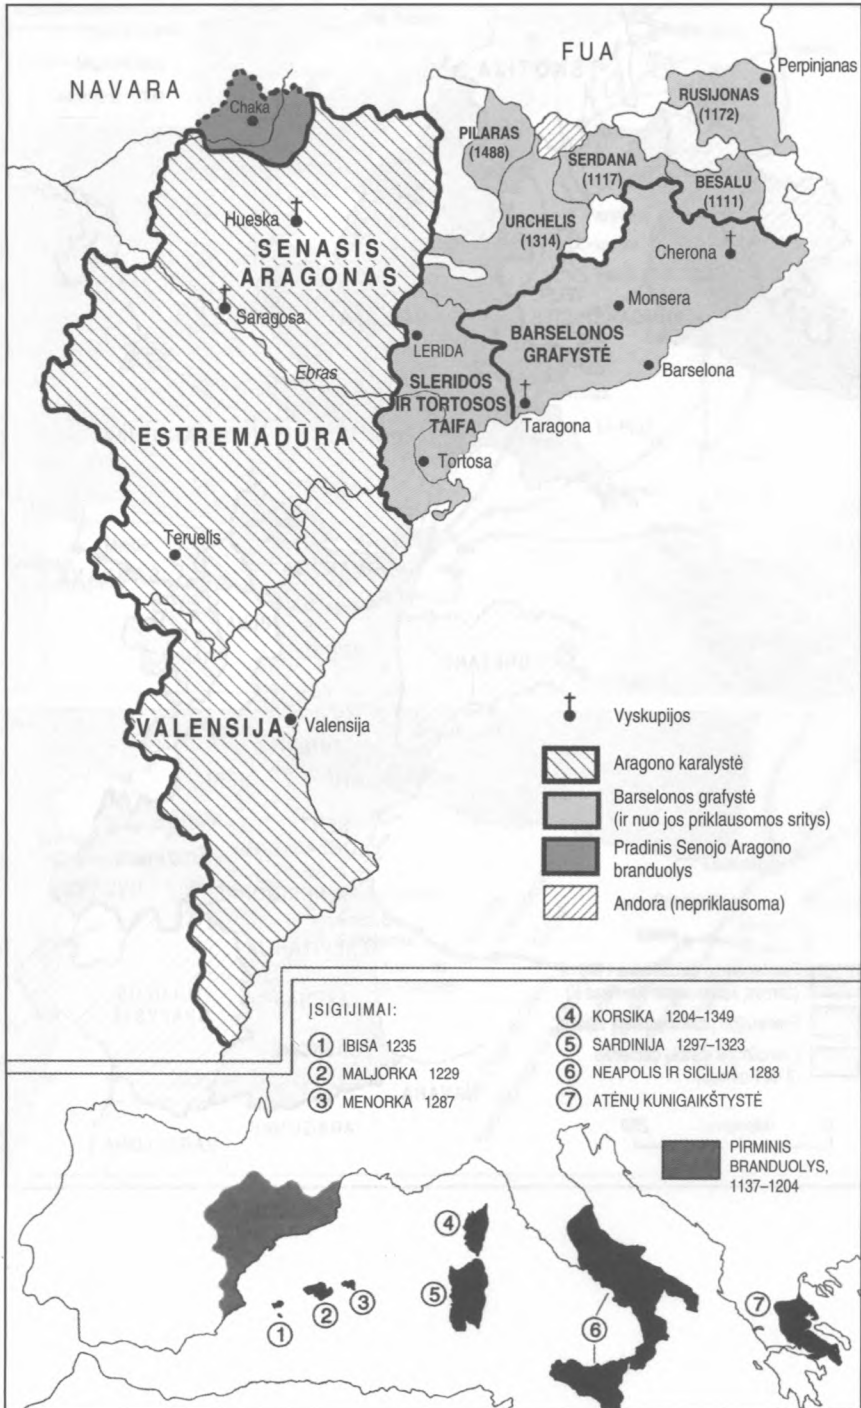 FUA
NAVARA
Perpinjanas
RUSIJONAS
(1172)
Chaka
PILARAS
(1488)
SERDANA
(1117)
BESALU
(1111)
Hueska
URCHELIS
(1314)
SENASIS
ARAGONAS
Cherona
Monsera
Saragosa
BARSELONOS
GRAFYSTĖ
LERIDA
Barselona
Ebras
SLERIDOS
IR TORTOSOS
TAIFA
Taragona
ESTREMADŪRA
Tortosa
Teruelis
VALENSIJA
Valensija
Vyskupijos
Aragono karalystė
Barselonos grafystė
(ir nuo jos priklausomos sritys)
Pradinis Senojo Aragono
branduolys
Andora (nepriklausoma)
ĮSIGIJIMAI:
1 IBISA 1235
2 MALJORKA 1229
3 MENORKA 1287
4 KORSIKA 1204–1349
5 SARDINIJA 1297–1323
6 NEAPOLIS IR SICILIJA 1283
7 ATĖNŲ KUNIGAIKŠTYSTĖ
PIRMINIS
BRANDUOLYS,
1137–1204
4
5
3
2
1
6
7